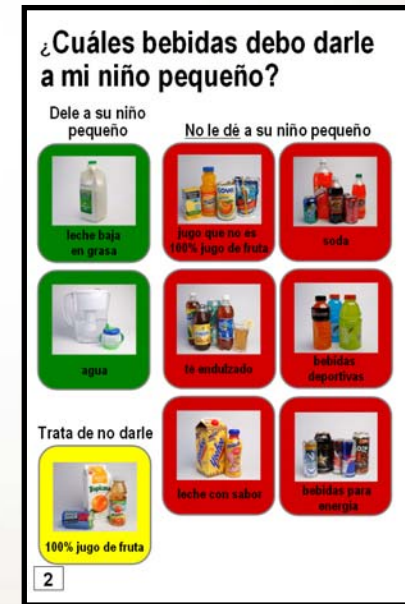 ¿Cuáles bebidas debo darle
a mi niño pequeño?
Dele a su niño
pequeño
No le dé a su niño pequeño
leche baja
en grasa
jugo que no es
100% jugo de fruta
soda
agua
té endulzado
bebidas
deportivas
Trata de no darle
Tropicana
100% jugo de fruta
leche con sabor
bebidas para
energía
2